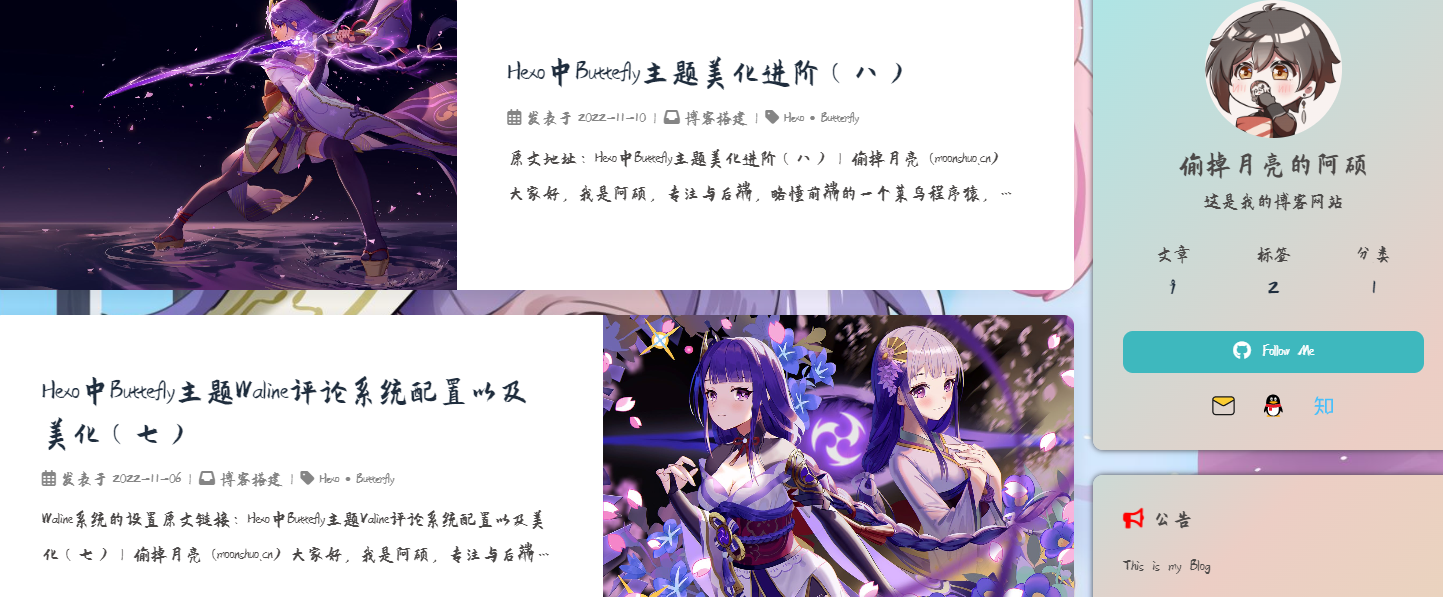 Hexo中Butterfly主题美化进阶（八）
发表于 2022-11-10 | 博客搭建 | Hexo • Butterfly
原文地址：Hexo中Butterfly主题美化进阶（八） | 偷掉月亮 (moonshuo.cn)
大家好，我是阿硕，专注与后端，略懂前端的一个菜鸟程序猿，…
Hexo中Butterfly主题Waline评论系统配置以及
美化（七）
发表于 2022-11-06 | 博客搭建 | Hexo • Butterfly
Waline系统的设置原文链接：Hexo中Butterfly主题Waline评论系统配置以及美
化（七） | 偷掉月亮 (moonshuo.cn) 大家好，我是阿硕，专注与后端…
偷掉月亮的阿硕
这是我的博客网站
文章 标签 分类
9 2 1
Follow Me
知
公告
This is my Blog